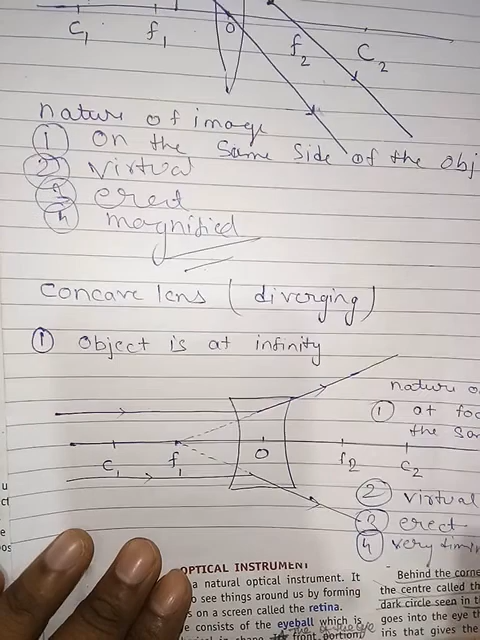 C1 f1 O f2 C2
nature of image
1 on the same side of the obj
2 virtual
3 erect
4 magnified
Concave lens (diverging)
1 Object is at infinity
nature o
1 at foc
the sam
C1 f1 O f2 C2
2 virtual
3 erect
4 very dimin
OPTICAL INSTRUMENT
a natural optical instrument. It
see things around us by forming
s on a screen called the retina.
e consists of the eyeball which is
Behind the corne
the centre called th
dark circle seen in t
goes into the eye th
iris that gives the